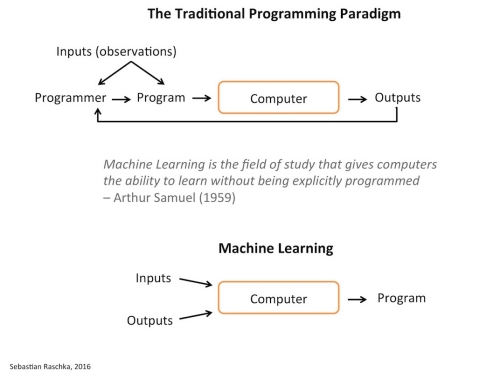 The Traditional Programming Paradigm
Inputs (observations)
Programmer Program Computer Outputs
Machine Learning is the field of study that gives computers
the ability to learn without being explicitly programmed
– Arthur Samuel (1959)
Machine Learning
Inputs
Computer Program
Outputs
Sebastian Raschka, 2016